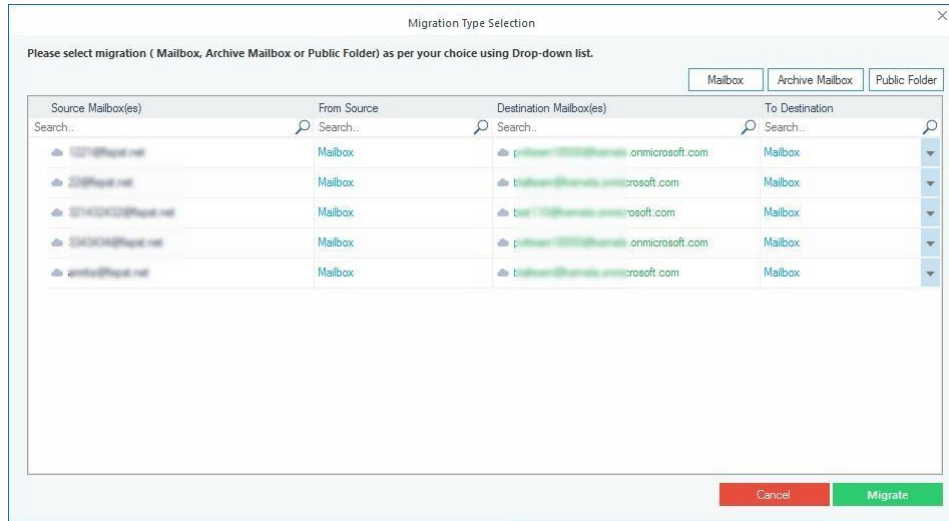 Migration Type Selection
Please select migration ( Mailbox, Archive Mailbox or Public Folder) as per your choice using Drop-down list.
Mailbox Archive Mailbox Public Folder
Source Mailbox(es) From Source Destination Mailbox(es) To Destination
Search.. Search.. Search.. Search..
Mailbox .onmicrosoft.com Mailbox
Mailbox crosoft.com Mailbox
Mailbox rosoft.com Mailbox
Mailbox .onmicrosoft.com Mailbox
Mailbox crosoft.com Mailbox
Cancel Migrate